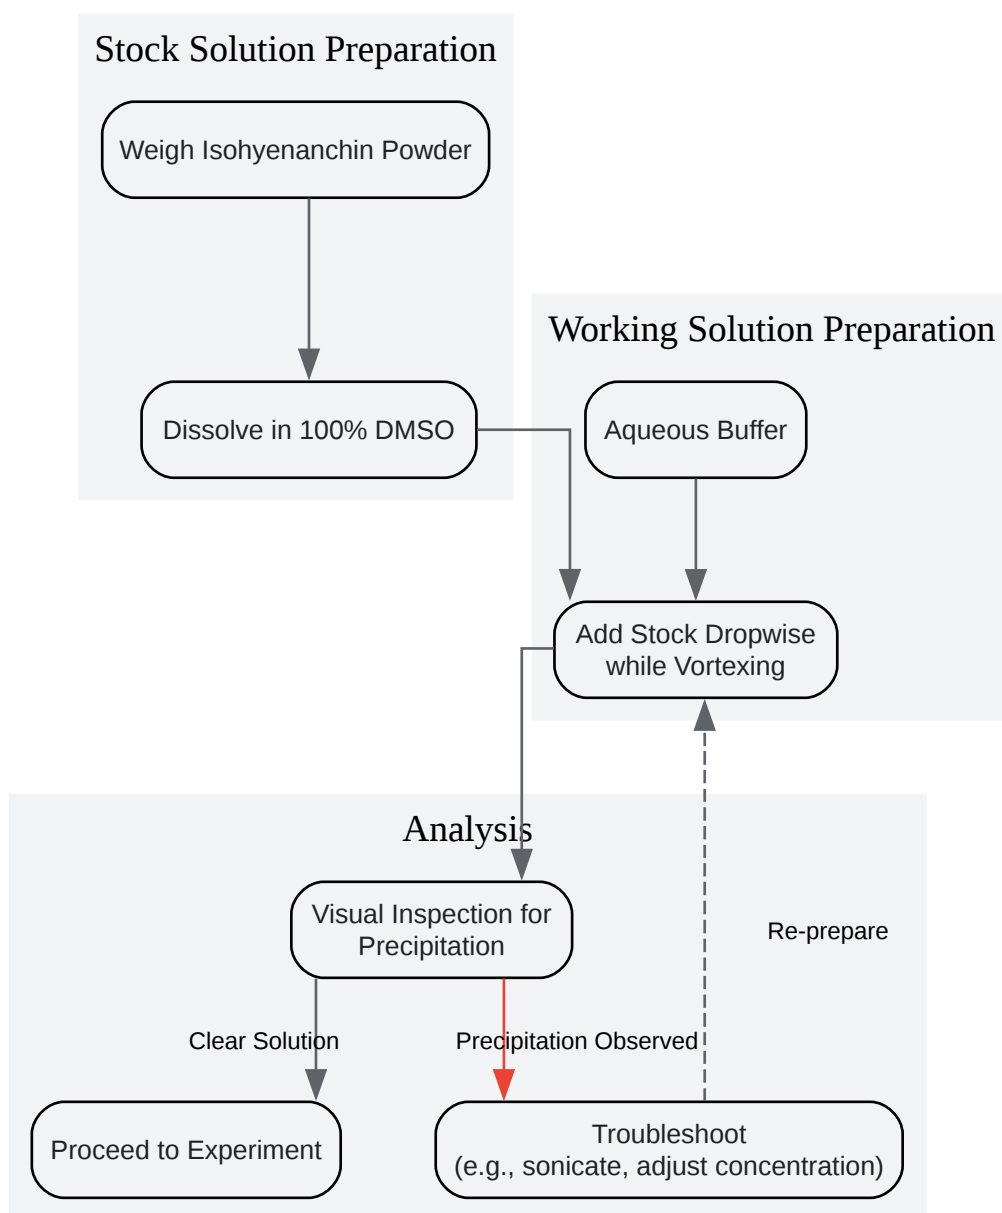 Stock Solution Preparation
Weigh Isohyenanchin Powder
Dissolve in 100% DMSO
Working Solution Preparation
Aqueous Buffer
Add Stock Dropwise
while Vortexing
Analysis
Visual Inspection for
Precipitation
Re-prepare
Clear Solution
Precipitation Observed
Proceed to Experiment
Troubleshoot
(e.g., sonicate, adjust concentration)